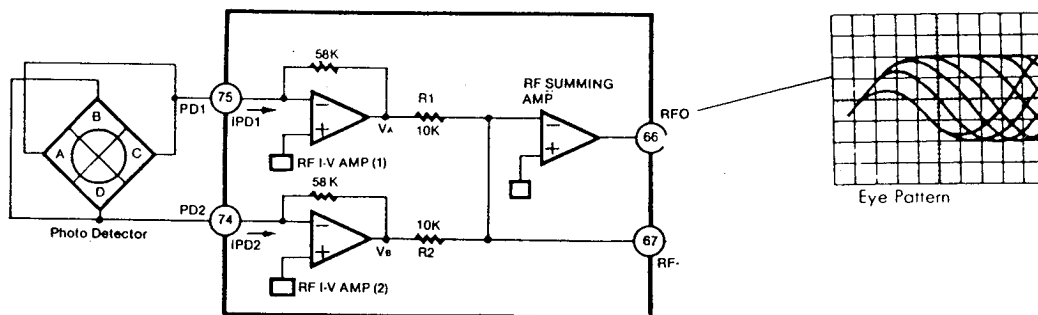 58K
75
PD1
IPD1
−
+
VA
R1
10K
RF I-V AMP (1)
RF SUMMING
AMP
−
+
RFO
66
B
A
C
D
Photo Detector
58 K
PD2
74
IPD2
−
+
VB
10K
R2
67
RF-
RF I-V AMP (2)
Eye Pattern